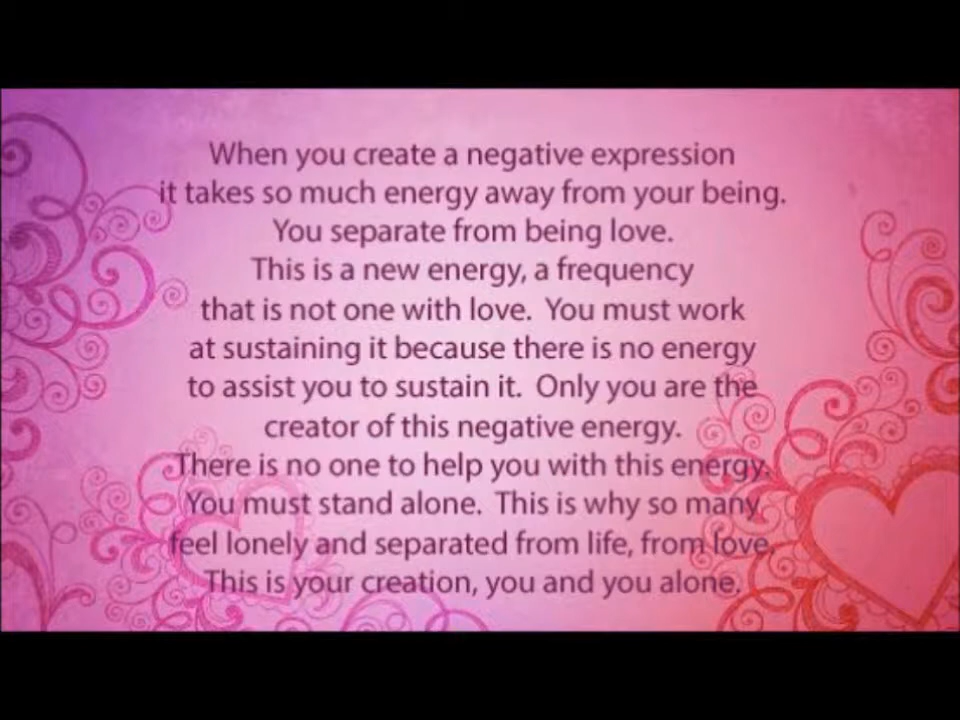 When you create a negative expression
it takes so much energy away from your being.
You separate from being love.
This is a new energy, a frequency
that is not one with love.  You must work
at sustaining it because there is no energy
to assist you to sustain it.  Only you are the
creator of this negative energy.
There is no one to help you with this energy.
You must stand alone.  This is why so many
feel lonely and separated from life, from love.
This is your creation, you and you alone.